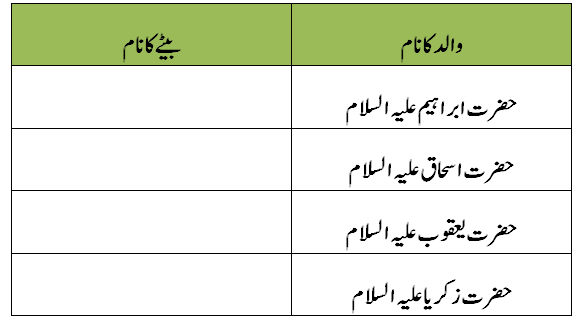 والد کا نام
بیٹے کا نام
حضرت ابراہیم علیہ السلام
حضرت اسحاق علیہ السلام
حضرت یعقوب علیہ السلام
حضرت زکریا علیہ السلام